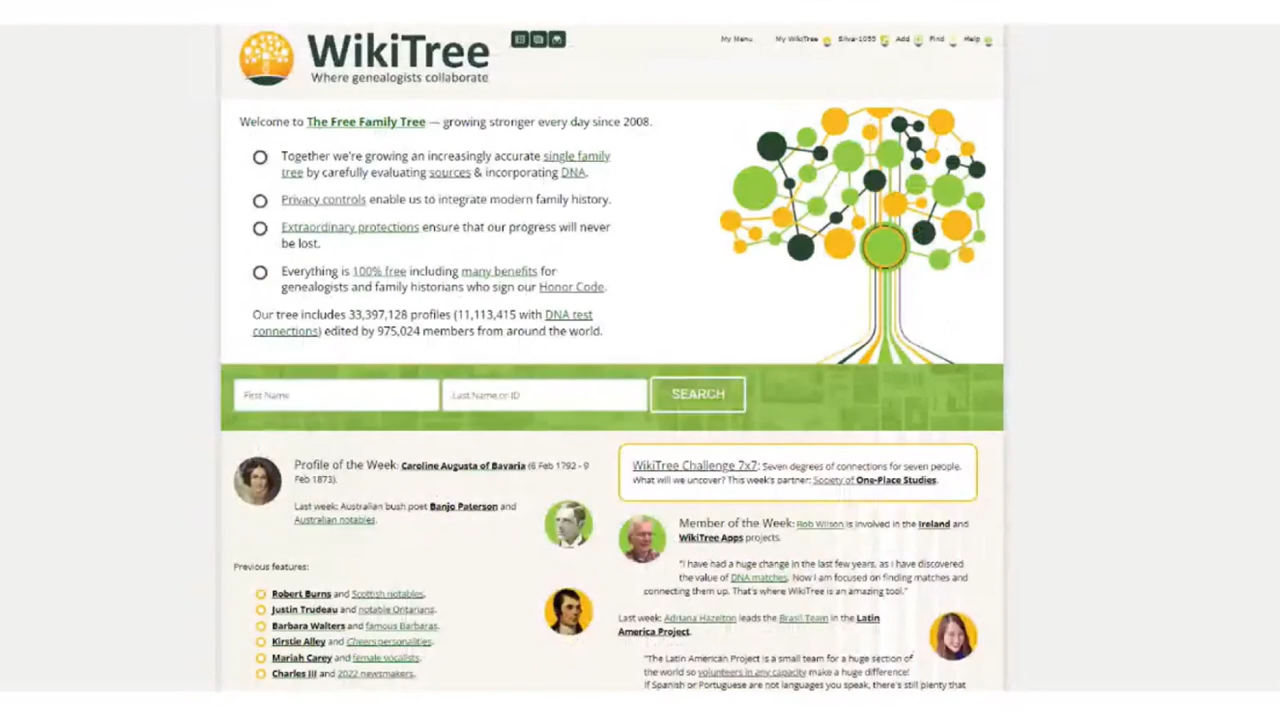 WikiTree
Where genealogists collaborate
My Menu My WikiTree Silva-1055 Add Find Help
Welcome to The Free Family Tree — growing stronger every day since 2008.
Together we're growing an increasingly accurate single family
tree by carefully evaluating sources & incorporating DNA.
Privacy controls enable us to integrate modern family history.
Extraordinary protections ensure that our progress will never
be lost.
Everything is 100% free including many benefits for
genealogists and family historians who sign our Honor Code.
Our tree includes 33,397,128 profiles (11,113,415 with DNA test
connections) edited by 975,024 members from around the world.
First Name Last Name or ID SEARCH
Profile of the Week: Caroline Augusta of Bavaria (8 Feb 1792 - 9
Feb 1873).
Last week: Australian bush poet Banjo Paterson and
Australian notables.
Previous features:
Robert Burns and Scottish notables.
Justin Trudeau and notable Ontarians.
Barbara Walters and famous Barbaras.
Kirstie Alley and Cheers personalities.
Mariah Carey and female vocalists.
Charles III and 2022 newsmakers.
WikiTree Challenge 7x7: Seven degrees of connections for seven people.
What will we uncover? This week's partner: Society of One-Place Studies.
Member of the Week: Rob Wilson is involved in the Ireland and
WikiTree Apps projects.
"I have had a huge change in the last few years, as I have discovered
the value of DNA matches. Now I am focused on finding matches and
connecting them up. That's where WikiTree is an amazing tool."
Last week: Adriana Hazelton leads the Brasil Team in the Latin
America Project.
"The Latin American Project is a small team for a huge section of
the world so volunteers in any capacity make a huge difference!
If Spanish or Portuguese are not languages you speak, there's still plenty that